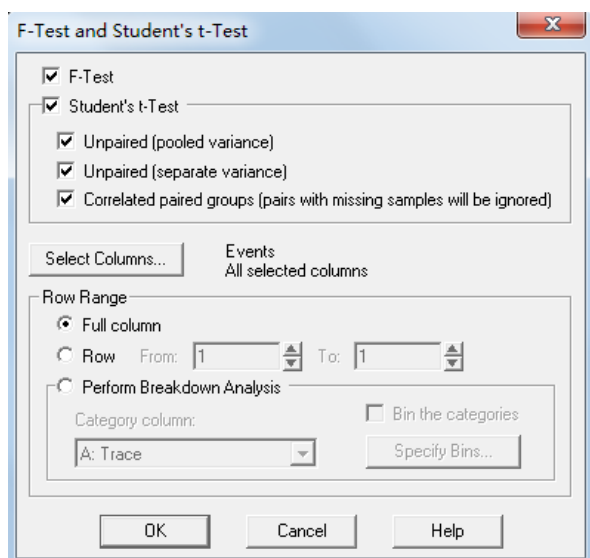 F-Test and Student's t-Test
F-Test
Student's t-Test
Unpaired (pooled variance)
Unpaired (separate variance)
Correlated paired groups (pairs with missing samples will be ignored)
Select Columns... Events
All selected columns
Row Range
Full column
Row From: 1 To: 1
Perform Breakdown Analysis
Category column: Bin the categories
A: Trace Specify Bins...
OK Cancel Help